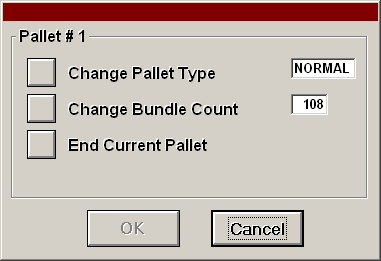 Pallet # 1
Change Pallet Type NORMAL
Change Bundle Count 108
End Current Pallet
OK Cancel